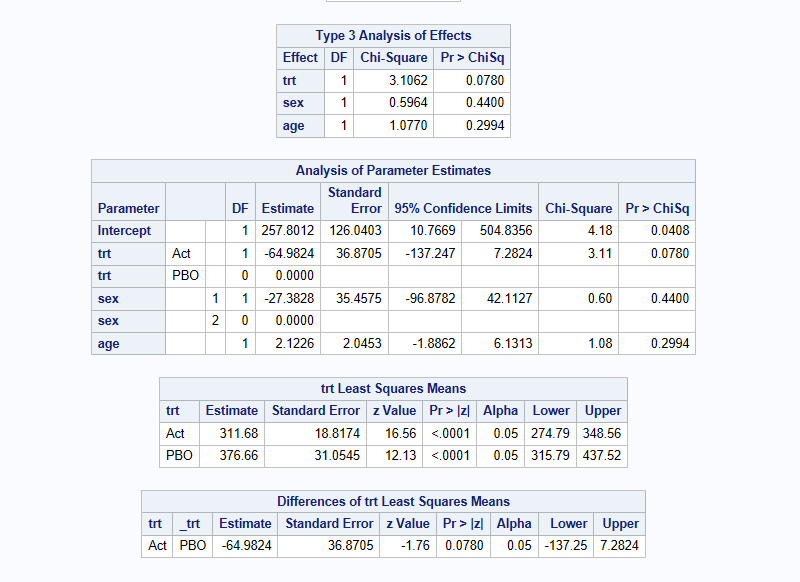 Type 3 Analysis of Effects
Effect DF Chi-Square Pr > ChiSq
trt 1 3.1062 0.0780
sex 1 0.5964 0.4400
age 1 1.0770 0.2994
Analysis of Parameter Estimates
Parameter DF Estimate Standard Error 95% Confidence Limits Chi-Square Pr > ChiSq
Intercept 1 257.8012 126.0403 10.7669 504.8356 4.18 0.0408
trt Act 1 -64.9824 36.8705 -137.247 7.2824 3.11 0.0780
trt PBO 0 0.0000
sex 1 1 -27.3828 35.4575 -96.8782 42.1127 0.60 0.4400
sex 2 0 0.0000
age 1 2.1226 2.0453 -1.8862 6.1313 1.08 0.2994
trt Least Squares Means
trt Estimate Standard Error z Value Pr > |z| Alpha Lower Upper
Act 311.68 18.8174 16.56 <.0001 0.05 274.79 348.56
PBO 376.66 31.0545 12.13 <.0001 0.05 315.79 437.52
Differences of trt Least Squares Means
trt _trt Estimate Standard Error z Value Pr > |z| Alpha Lower Upper
Act PBO -64.9824 36.8705 -1.76 0.0780 0.05 -137.25 7.2824